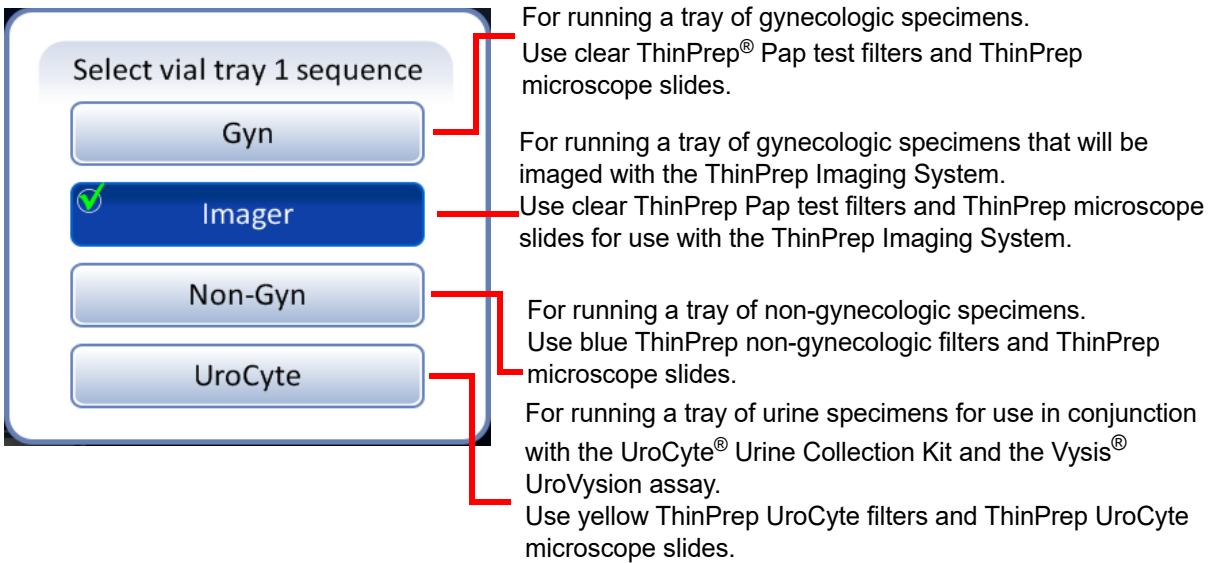 Select vial tray 1 sequence
Gyn
Imager
Non-Gyn
UroCyte
For running a tray of gynecologic specimens.
Use clear ThinPrep® Pap test filters and ThinPrep
microscope slides.
For running a tray of gynecologic specimens that will be
imaged with the ThinPrep Imaging System.
Use clear ThinPrep Pap test filters and ThinPrep microscope
slides for use with the ThinPrep Imaging System.
For running a tray of non-gynecologic specimens.
Use blue ThinPrep non-gynecologic filters and ThinPrep
microscope slides.
For running a tray of urine specimens for use in conjunction
with the UroCyte® Urine Collection Kit and the Vysis®
UroVysion assay.
Use yellow ThinPrep UroCyte filters and ThinPrep UroCyte
microscope slides.